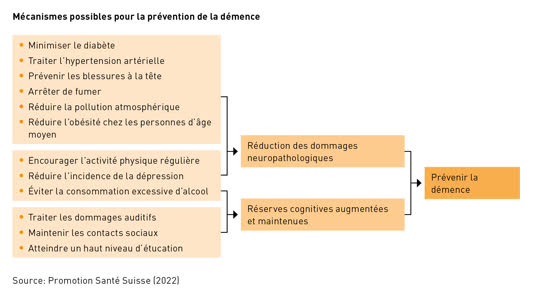 Mécanismes possibles pour la prévention de la démence
• Minimiser le diabète
• Traiter l'hypertension artérielle
• Prévenir les blessures à la tête
• Arrêter de fumer
• Réduire la pollution atmosphérique
• Réduire l'obésité chez les personnes d'âge
moyen
• Encourager l'activité physique régulière
• Réduire l'incidence de la dépression
• Éviter la consommation excessive d'alcool
• Traiter les dommages auditifs
• Maintenir les contacts sociaux
• Atteindre un haut niveau d'étucation
Réduction des dommages
neuropathologiques
Réserves cognitives augmentées
et maintenues
Prévenir la
démence
Source: Promotion Santé Suisse (2022)